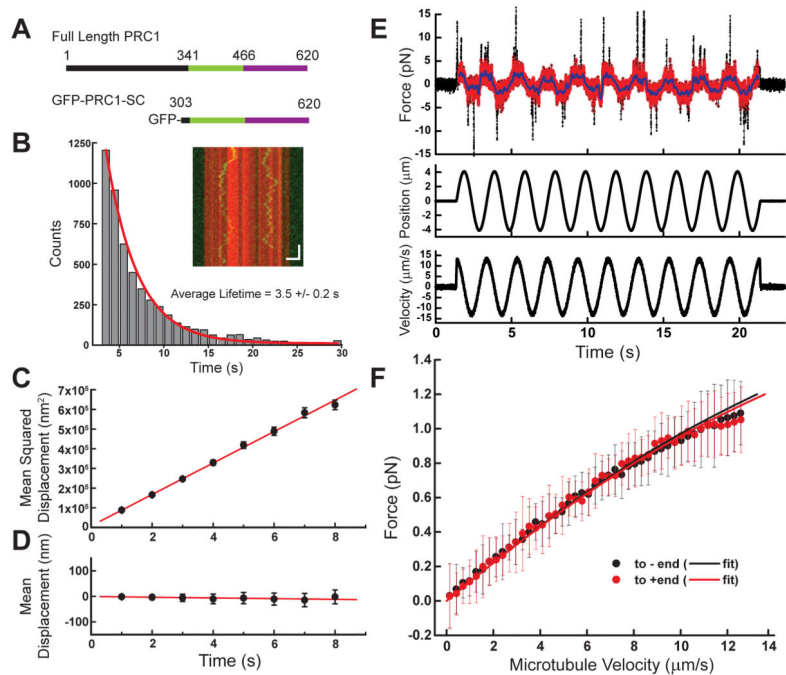 A
Full Length PRC1
1 341 466 620
GFP-PRC1-SC
303 620
GFP-
B
1250
1000
750
500
250
0
Counts
Average Lifetime = 3.5 +/- 0.2 s
5 10 15 20 25 30
Time (s)
C
7x10⁵
6x10⁵
5x10⁵
4x10⁵
3x10⁵
2x10⁵
1x10⁵
Mean Squared
Displacement (nm²)
0 2 4 6 8
D
100
0
-100
Mean
Displacement (nm)
0 2 4 6 8
Time (s)
E
15
10
5
0
5
-10
15
Force (pN)
4
2
0
-2
-4
Position (μm)
15
10
5
0
-5
-10
-15
Velocity (μm/s)
0 5 10 15 20
Time (s)
F
1.4
1.2
1.0
0.8
0.6
0.4
0.2
0.0
-0.2
Force (pN)
to - end ( fit)
to +end ( fit)
0 2 4 6 8 10 12 14
Microtubule Velocity (μm/s)